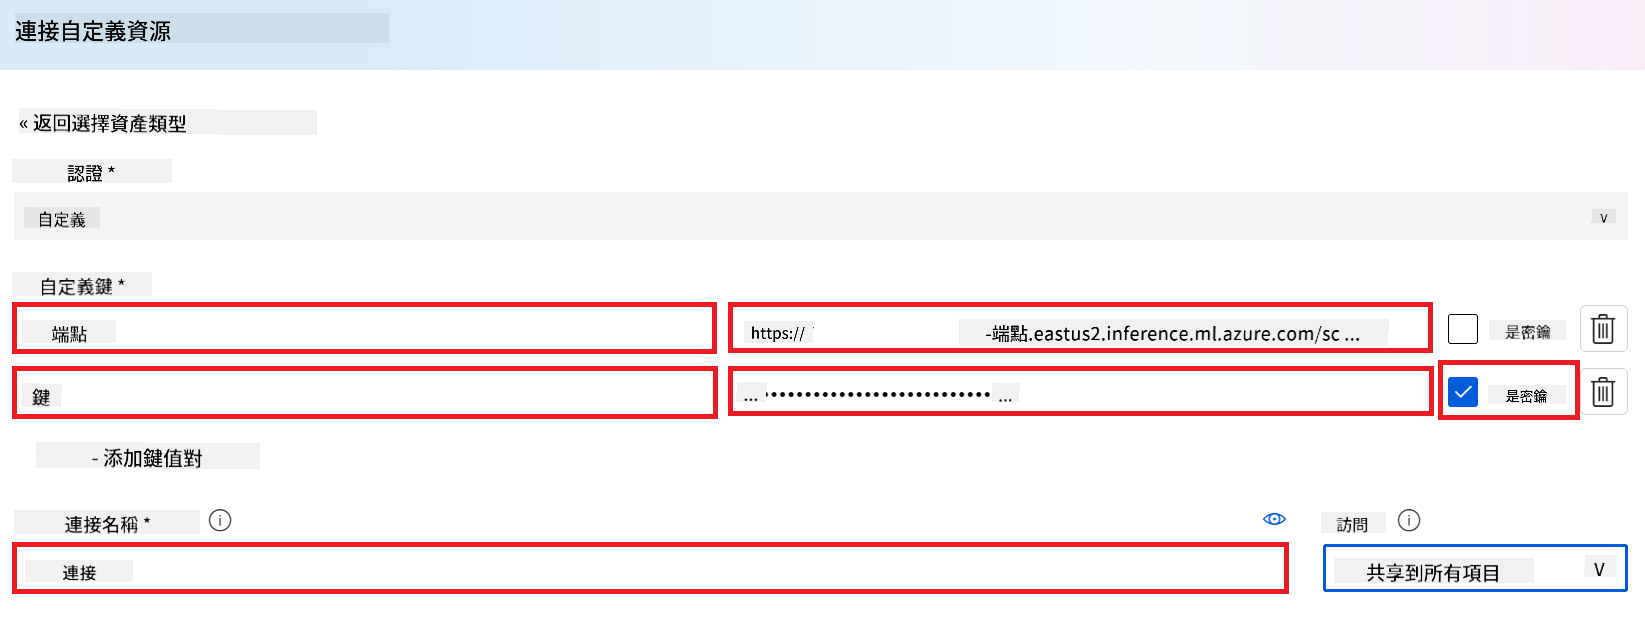 連接自定義資源
« 返回選擇資產類型
認證 *
自定義 v
自定義鍵 *
端點 https:// -端點.eastus2.inference.ml.azure.com/sc ... 是密鑰
鍵 ... •••••••••••••••••••••••••••• ... 是密鑰
- 添加鍵值對
連接名稱 * 訪問
連接 共享到所有項目 V